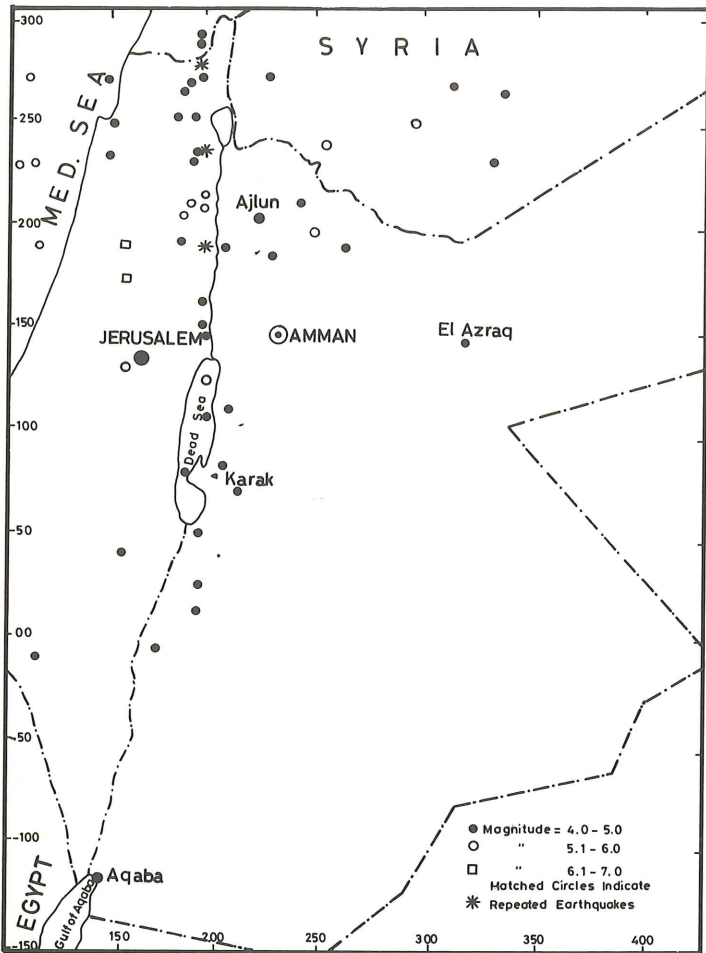 -300
SYRIA
MED. SEA
-250
Ajlun
-200
-150
JERUSALEM
AMMAN
El Azraq
-100
Dead Sea
Karak
-50
00
-50
-100
Magnitude = 4.0 - 5.0
" 5.1 - 6.0
" 6.1 - 7.0
Hatched Circles Indicate
Repeated Earthquakes
Aqaba
EGYPT
Gulf of Aqaba
-150
150
200
250
300
350
400